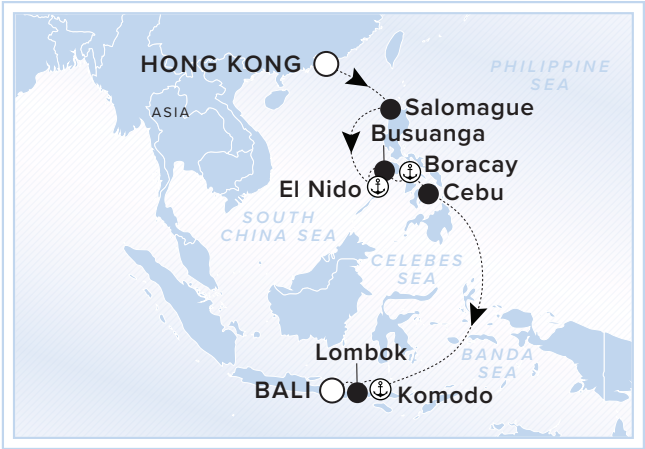 HONG KONG
PHILIPPINE
SEA
ASIA
Salomague
Busuanga
Boracay
El Nido
Cebu
SOUTH
CHINA SEA
CELEBES
SEA
Lombok
BANDA
SEA
BALI
Komodo